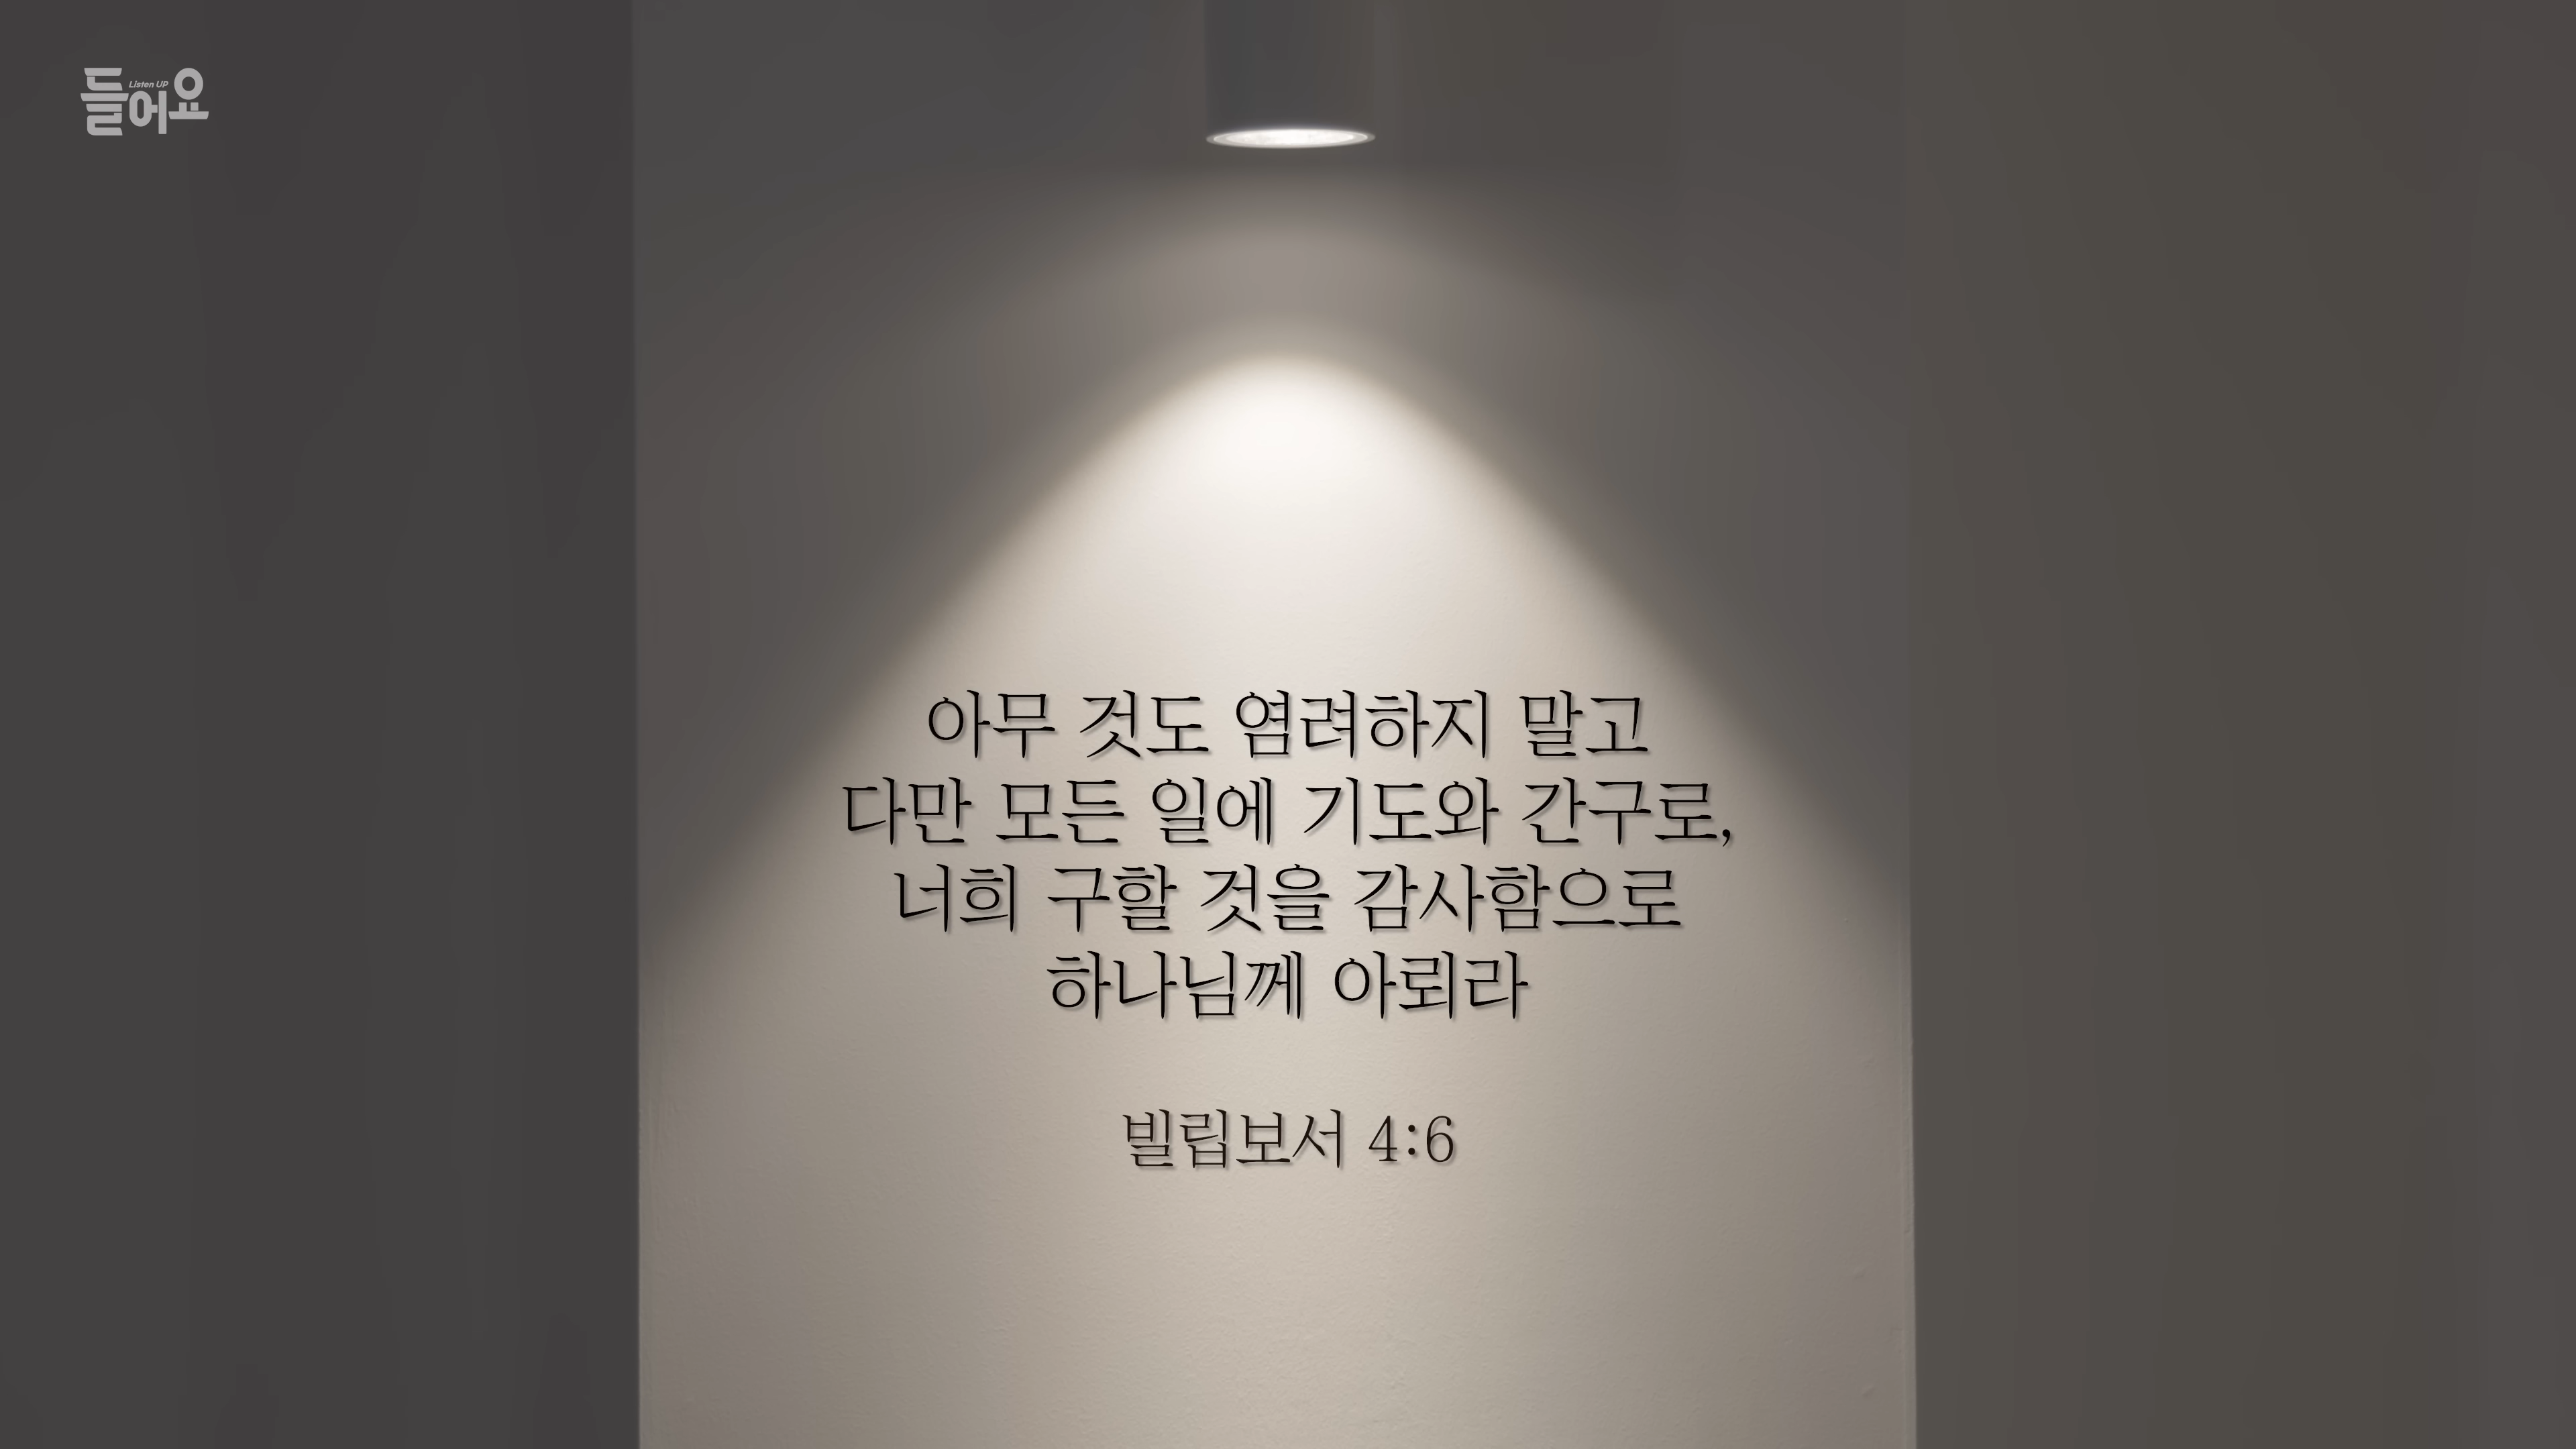 들어요
Listen UP
아무 것도 염려하지 말고
다만 모든 일에 기도와 간구로,
너희 구할 것을 감사함으로
하나님께 아뢰라
빌립보서 4:6